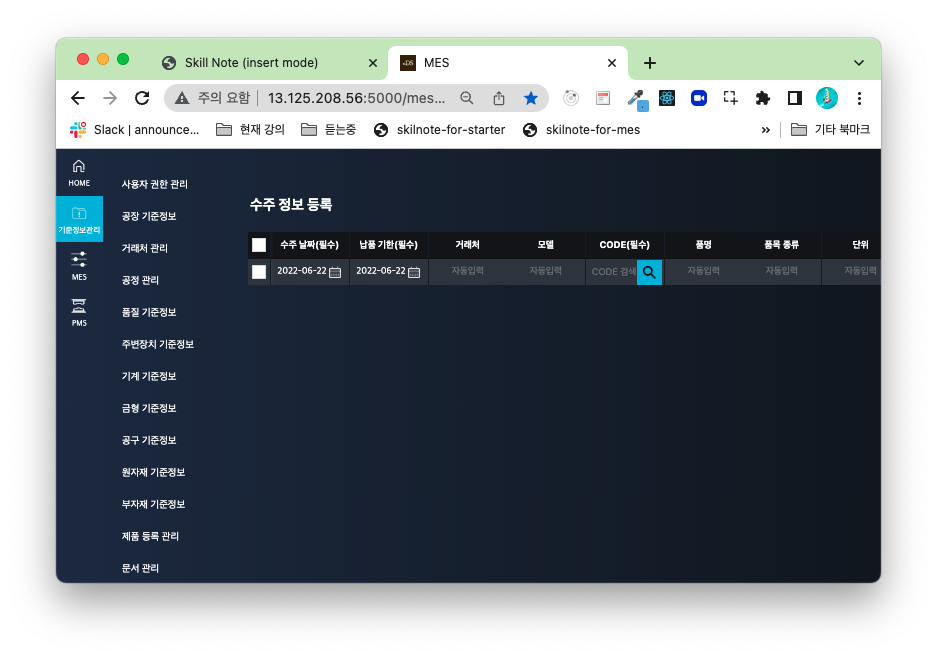 Skill Note (insert mode)
MES
주의 요함 13.125.208.56:5000/mes...
Slack | announce... 현재 강의 듣는중 skilnote-for-starter skilnote-for-mes » 기타 북마크
HOME
기준정보관리
MES
PMS
사용자 권한 관리
공장 기준정보
거래처 관리
공정 관리
품질 기준정보
주변장치 기준정보
기계 기준정보
금형 기준정보
공구 기준정보
원자재 기준정보
부자재 기준정보
제품 등록 관리
문서 관리
수주 정보 등록
수주 날짜(필수) 납품 기한(필수) 거래처 모델 CODE(필수) 품명 품목 종류 단위
2022-06-22 2022-06-22 자동입력 자동입력 CODE 검색 자동입력 자동입력 자동입력